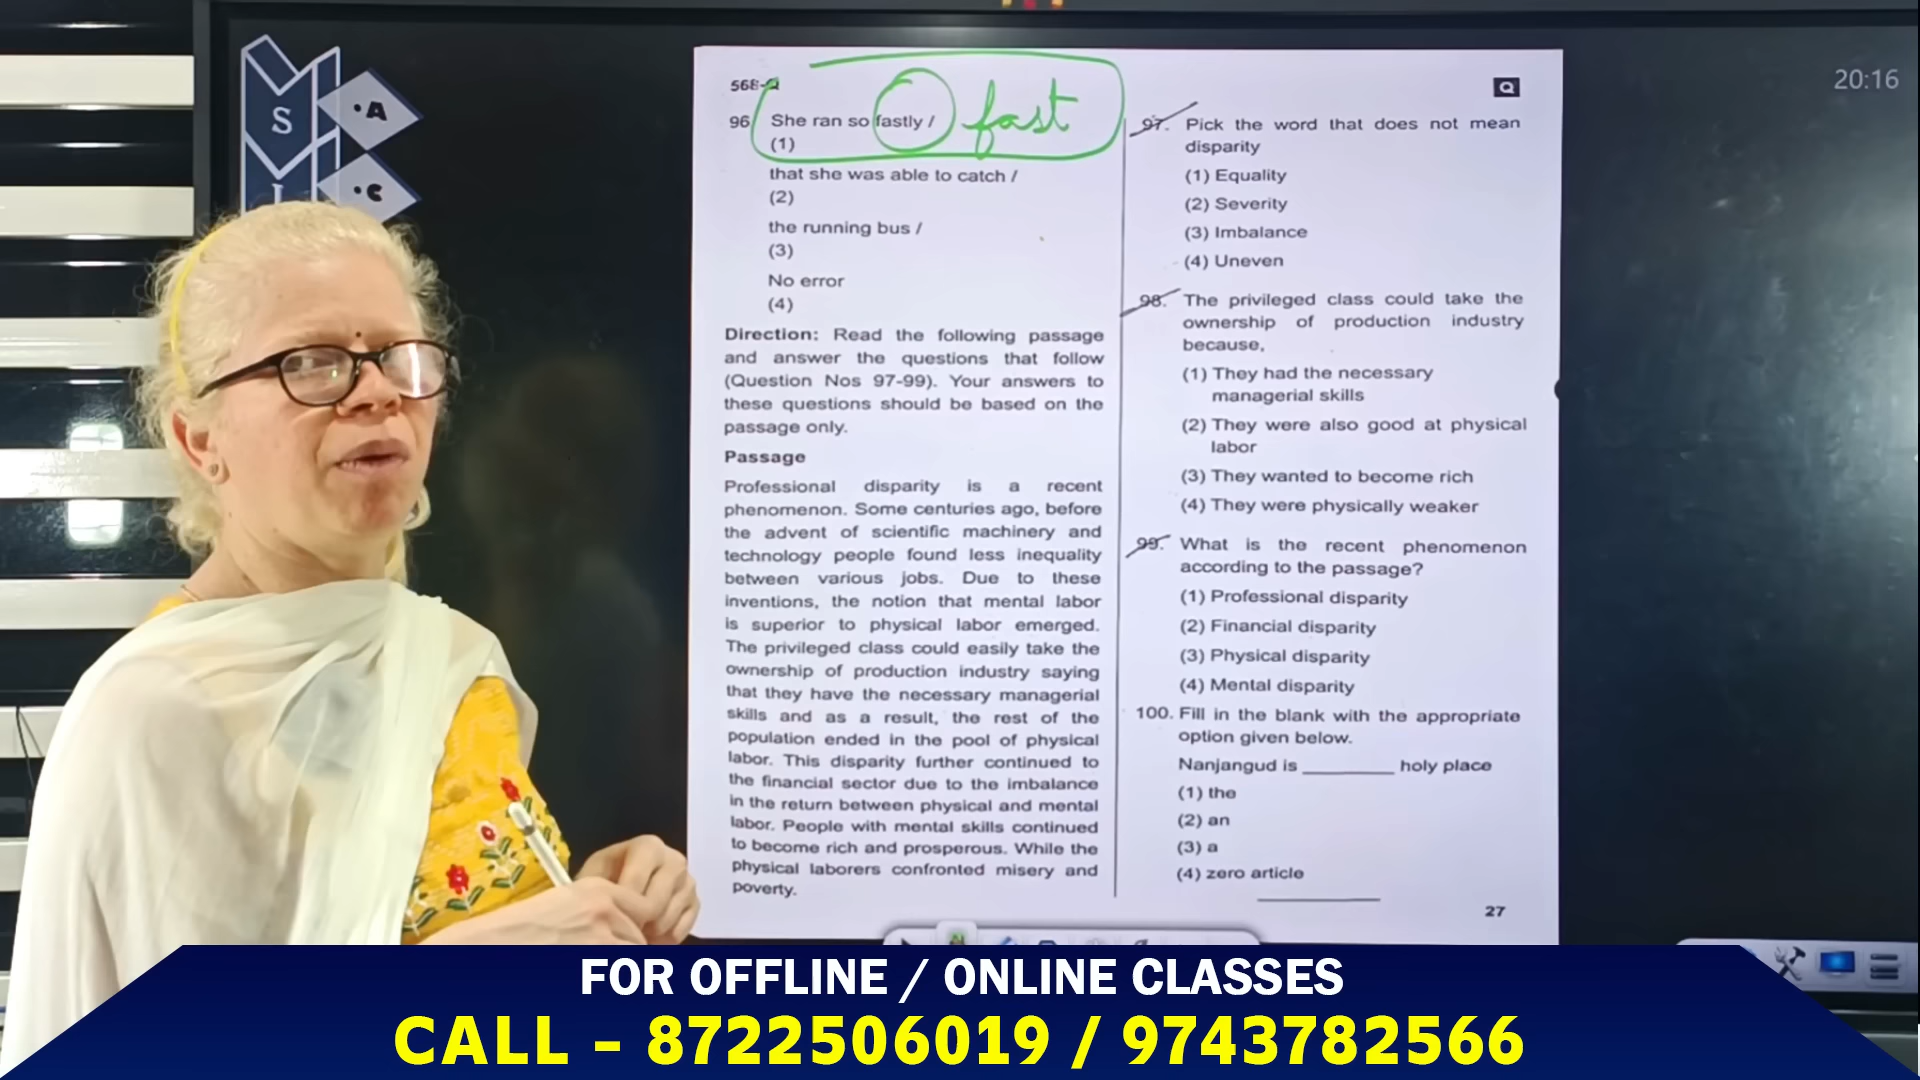 S
I
•A
•C
20:16
568-Q
Q
96. She ran so fastly /
fast
(1)
that she was able to catch /
(2)
the running bus /
(3)
No error
(4)
Direction: Read the following passage
and answer the questions that follow
(Question Nos 97-99). Your answers to
these questions should be based on the
passage only.
Passage
Professional disparity is a recent
phenomenon. Some centuries ago, before
the advent of scientific machinery and
technology people found less inequality
between various jobs. Due to these
inventions, the notion that mental labor
is superior to physical labor emerged.
The privileged class could easily take the
ownership of production industry saying
that they have the necessary managerial
skills and as a result, the rest of the
population ended in the pool of physical
labor. This disparity further continued to
the financial sector due to the imbalance
in the return between physical and mental
labor. People with mental skills continued
to become rich and prosperous. While the
physical laborers confronted misery and
poverty.
97. Pick the word that does not mean
disparity
(1) Equality
(2) Severity
(3) Imbalance
(4) Uneven
98. The privileged class could take the
ownership of production industry
because,
(1) They had the necessary
managerial skills
(2) They were also good at physical
labor
(3) They wanted to become rich
(4) They were physically weaker
99. What is the recent phenomenon
according to the passage?
(1) Professional disparity
(2) Financial disparity
(3) Physical disparity
(4) Mental disparity
100. Fill in the blank with the appropriate
option given below.
Nanjangud is ________ holy place
(1) the
(2) an
(3) a
(4) zero article
27
FOR OFFLINE / ONLINE CLASSES
CALL - 8722506019 / 9743782566